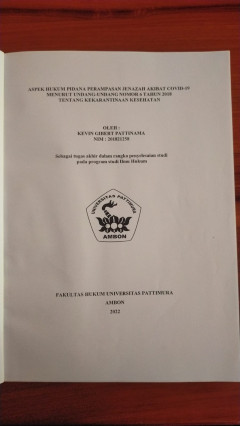 ASPEK HUKUM PIDANA PERAMPASAN JENAZAH AKIBAT COVID-19
MENURUT UNDANG-UNDANG NOMOR 6 TAHUN 2018
TENTANG KEKARANTINAAN KESEHATAN
OLEH :
KEVIN GIBERT PATTINAMA
NIM : 201821250
Sebagai tugas akhir dalam rangka penyelesaian studi
pada program studi Ilmu Hukum
UNIVERSITAS PATTIMURA
AMBON
FAKULTAS HUKUM UNIVERSITAS PATTIMURA
AMBON
2022